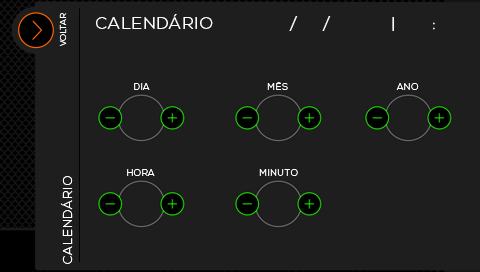 VOLTAR
CALENDÁRIO / / | :
DIA MÊS ANO
HORA MINUTO
CALENDÁRIO